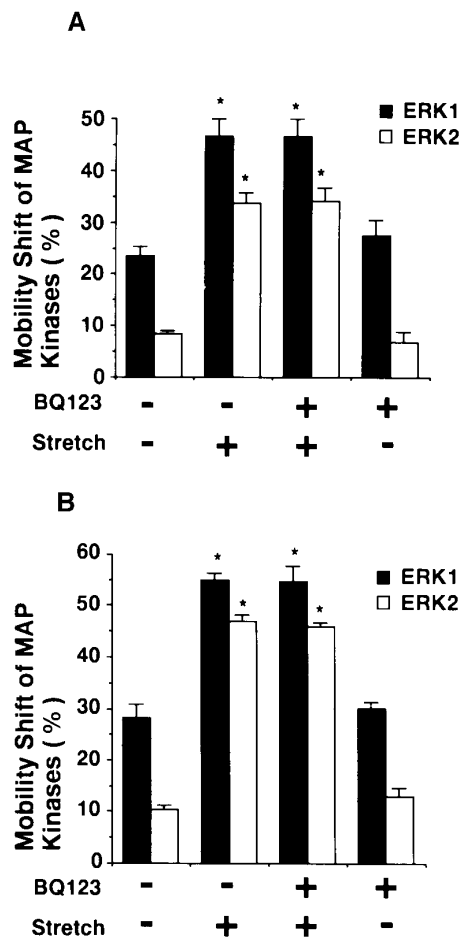 A
Mobility Shift of MAP
Kinases (%)
50
40
30
20
10
0
* * * *
ERK1
ERK2
BQ123 - - + +
Stretch - + + -
B
Mobility Shift of MAP
Kinases (%)
60
50
40
30
20
10
0
* * * *
ERK1
ERK2
BQ123 - - + +
Stretch - + + -